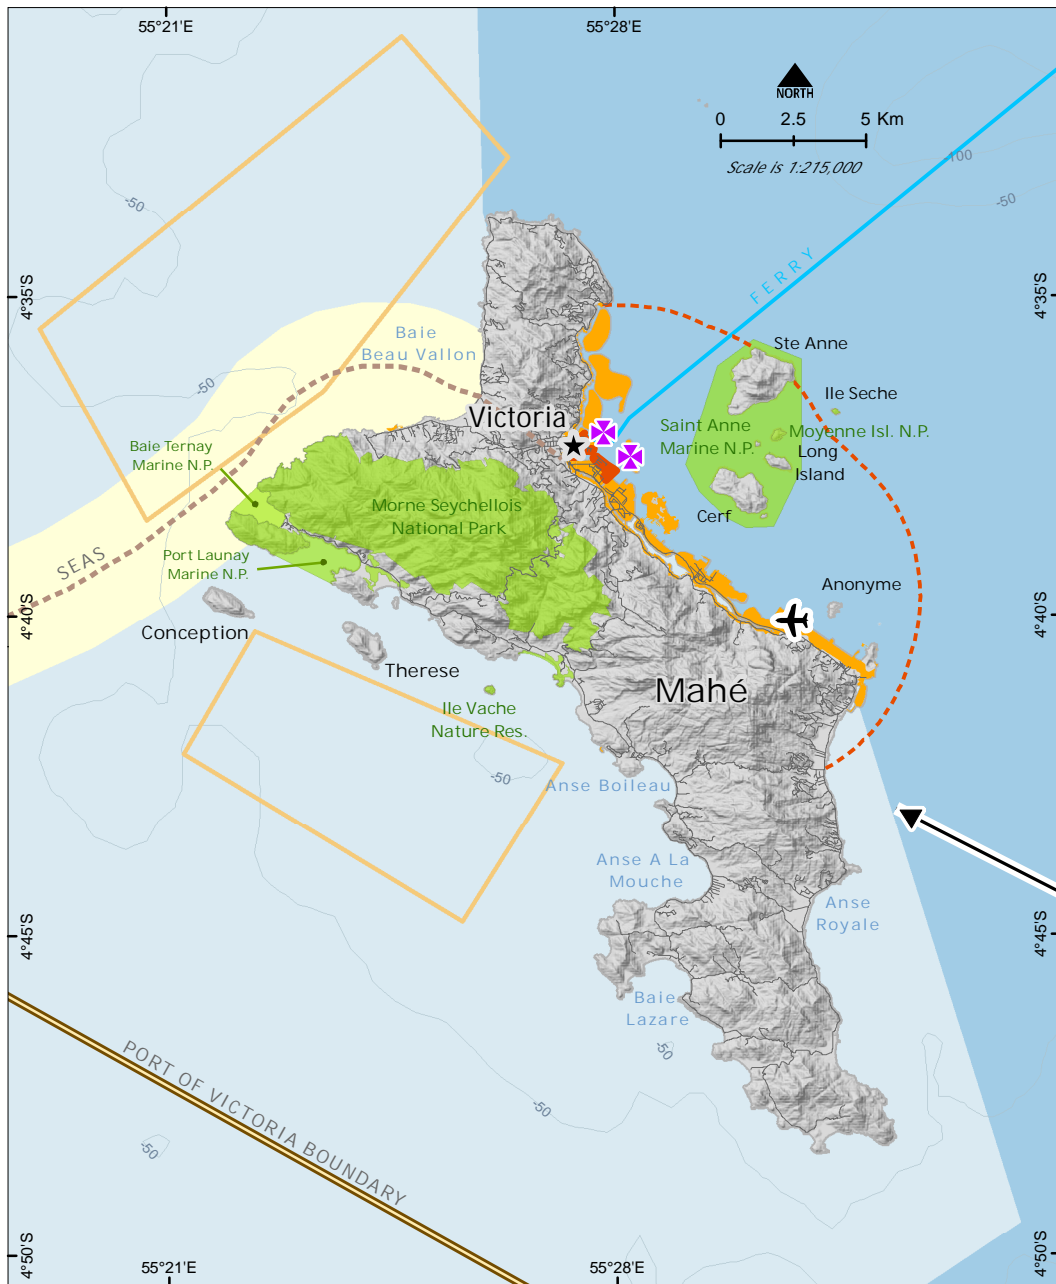 55°21'E
55°28'E
NORTH
0 2.5 5 Km
Scale is 1:215,000
-100
-50
-50
4°35'S
4°35'S
FERRY
Baie
Beau Vallon
Ste Anne
-50
Ile Seche
Victoria
Saint Anne
Marine N.P.
Moyenne Isl. N.P.
Long
Island
Baie Ternay
Marine N.P.
Morne Seychellois
National Park
Cerf
SEAS
Port Launay
Marine N.P.
Anonyme
4°40'S
4°40'S
Conception
Therese
Mahé
Ile Vache
Nature Res.
-50
Anse Boileau
Anse A La
Mouche
Anse
Royale
4°45'S
4°45'S
Baie
Lazare
-50
PORT OF VICTORIA BOUNDARY
-50
-50
4°50'S
4°50'S
55°21'E
55°28'E